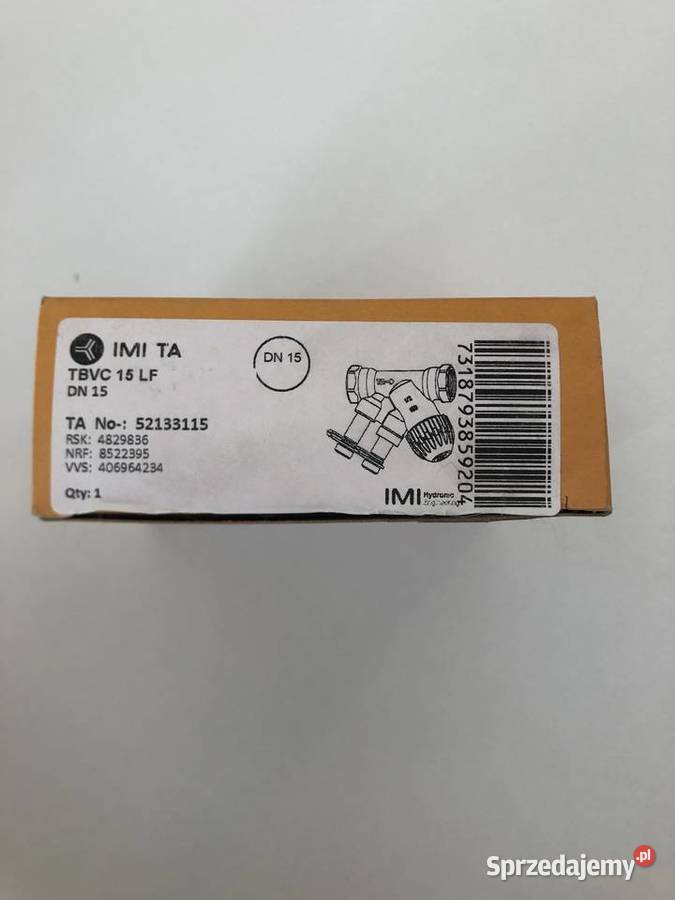 IMI TA
TBVC 15 LF
DN 15
TA No-: 52133115
RSK: 4829836
NRF: 8522395
VVS: 406964234
Qty: 1
DN 15
IMI Hydronic
Engineering
7318793859204
Sprzedajemy.pl